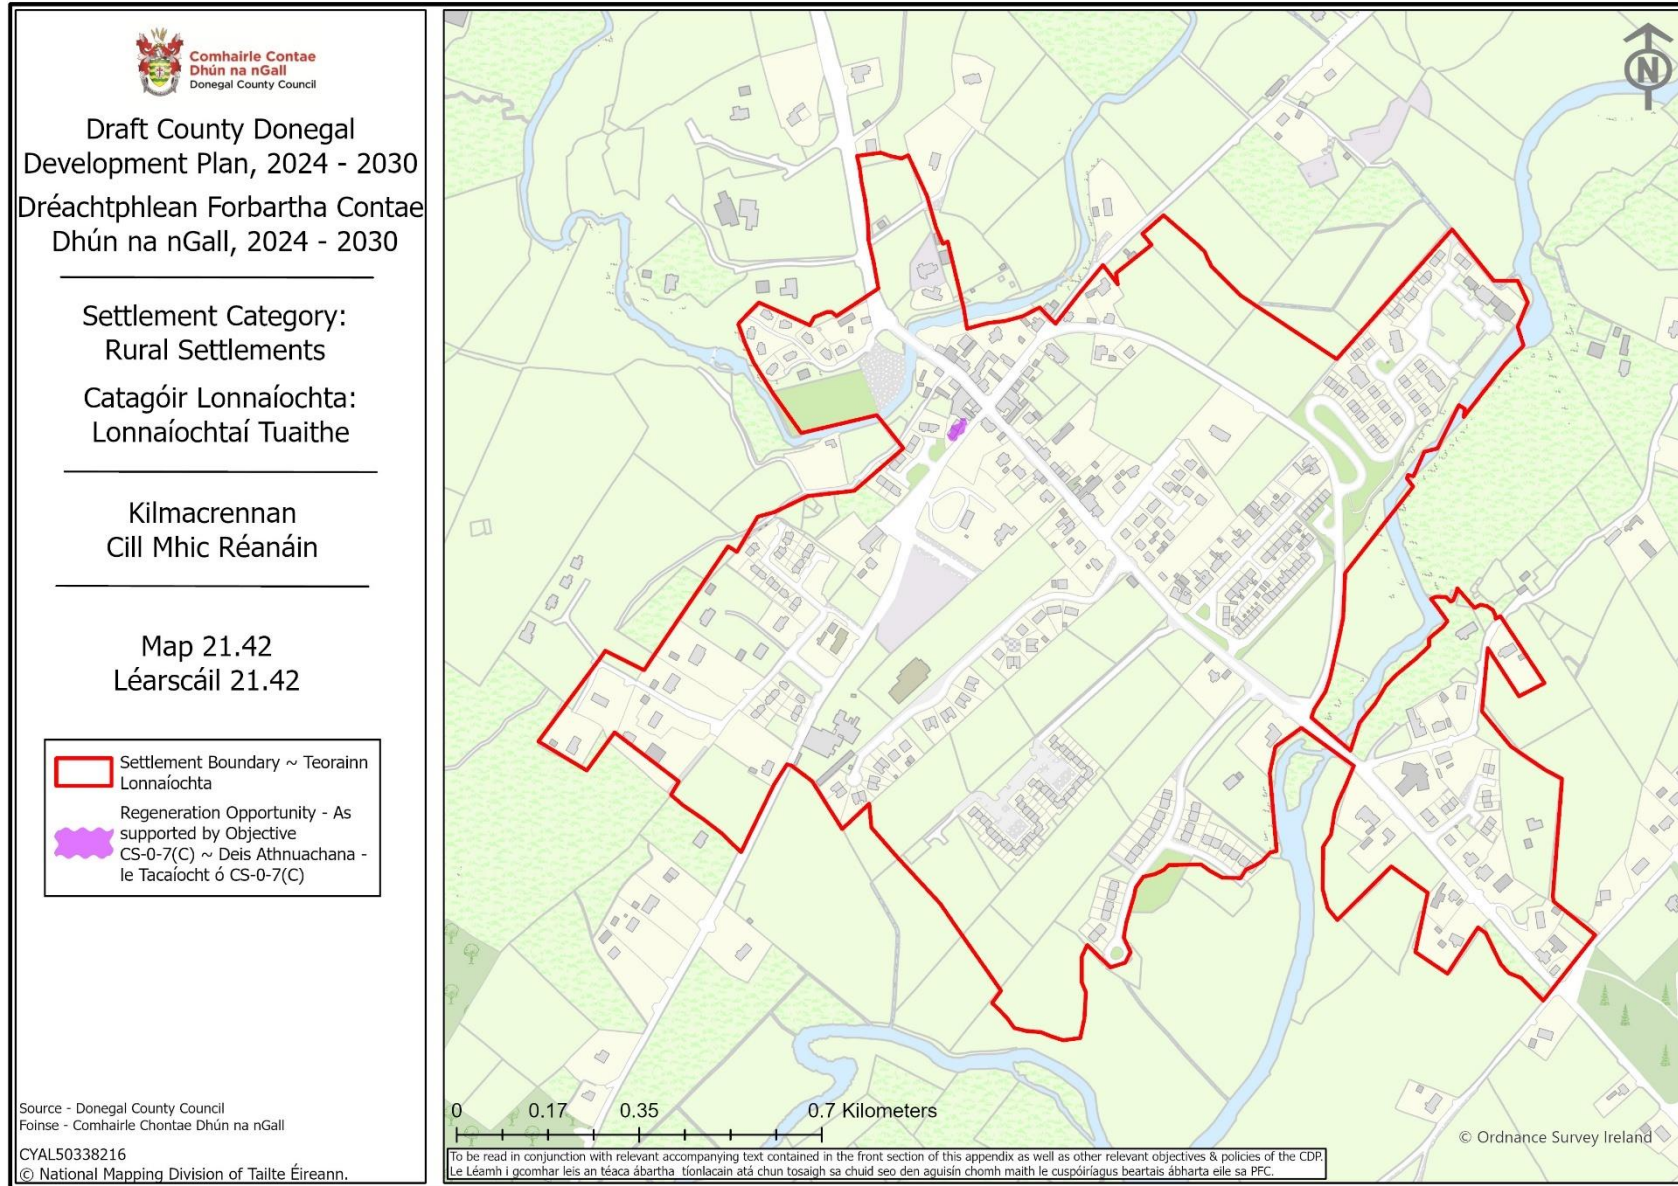 Comhairle Contae
Dhún na nGall
Donegal County Council
Draft County Donegal
Development Plan, 2024 - 2030
Dréachtphlean Forbartha Contae
Dhún na nGall, 2024 - 2030
Settlement Category:
Rural Settlements
Catagóir Lonnaíochta:
Lonnaíochtaí Tuaithe
Kilmacrennan
Cill Mhic Réanáin
Map 21.42
Léarscáil 21.42
Settlement Boundary ~ Teorainn
Lonnaíochta
Regeneration Opportunity - As
supported by Objective
CS-0-7(C) ~ Deis Athnuachana -
le Tacaíocht ó CS-0-7(C)
Source - Donegal County Council
Foinse - Comhairle Chontae Dhún na nGall
CYAL50338216
© National Mapping Division of Tailte Éireann.
N
0 0.17 0.35 0.7 Kilometers
© Ordnance Survey Ireland
To be read in conjunction with relevant accompanying text contained in the front section of this appendix as well as other relevant objectives & policies of the CDP.
Le Léamh i gcomhar leis an téaca ábartha tíonlacain atá chun tosaigh sa chuid seo den aguisín chomh maith le cuspóiríagus beartais ábharta eile sa PFC.